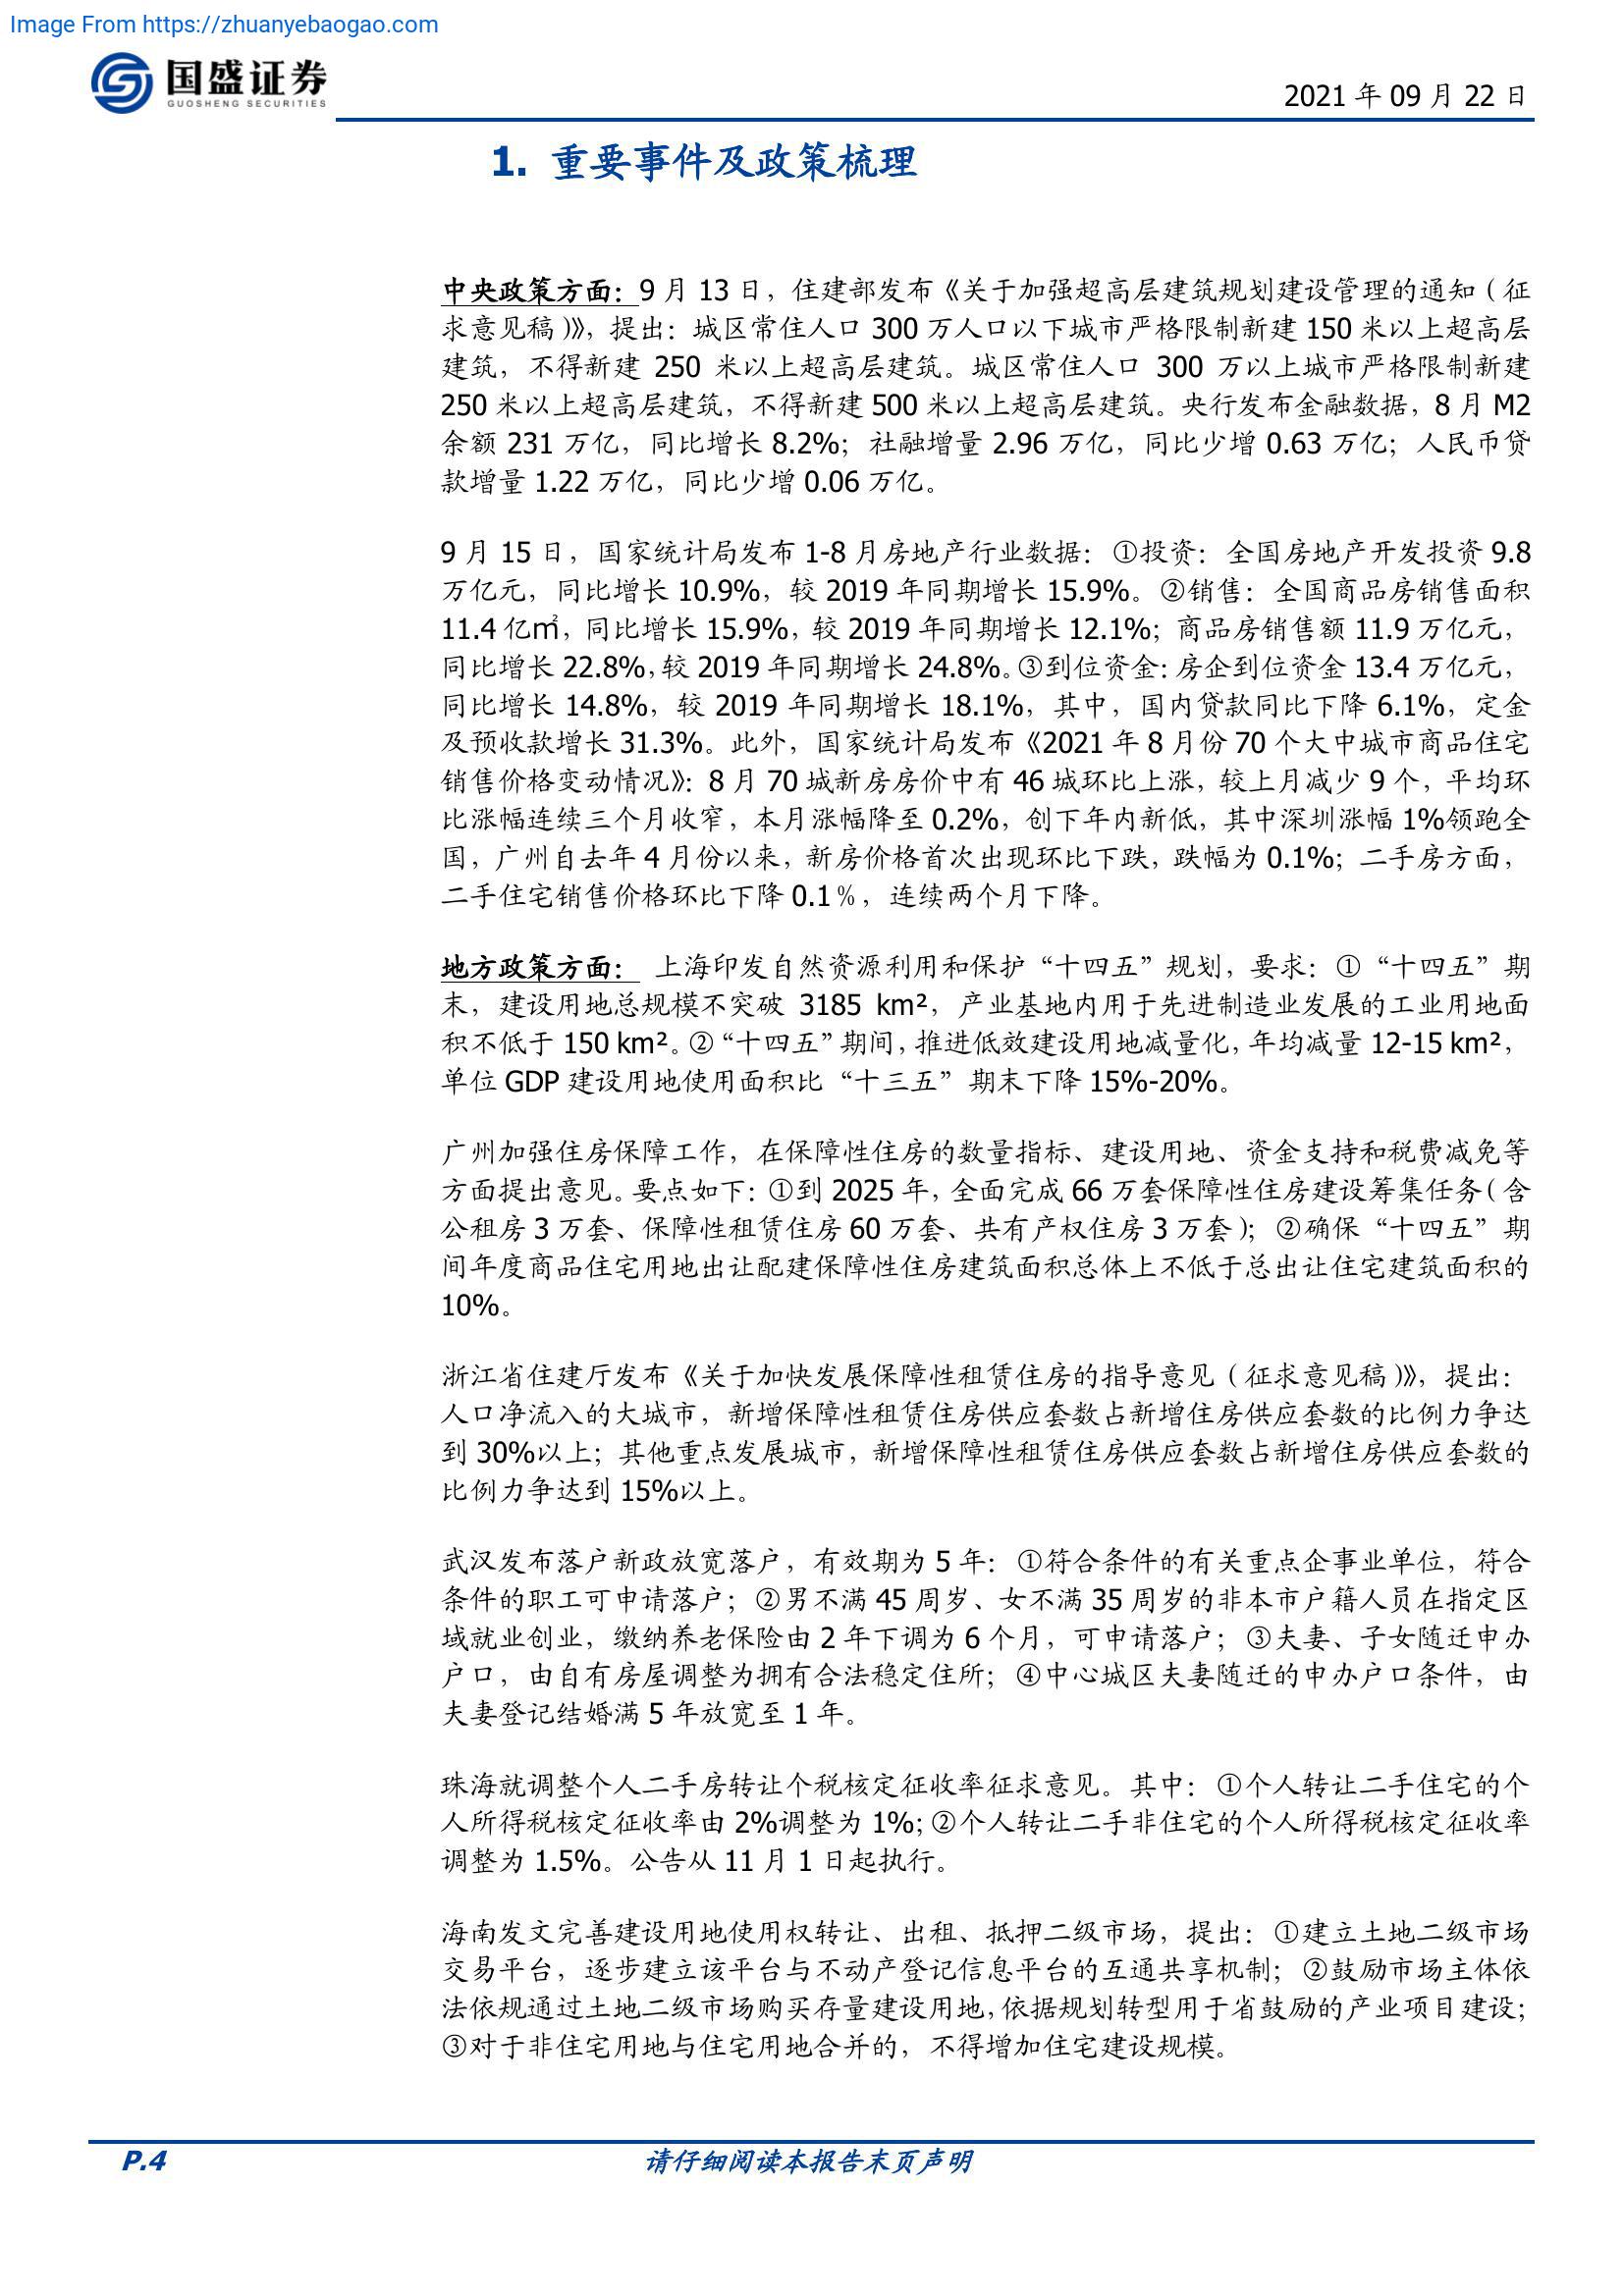 Image From https://zhuanyebaogao.com
国盛证券
GUOSHENG SECURITIES
2021 年 09 月 22 日
1. 重要事件及政策梳理
中央政策方面：9 月 13 日，住建部发布《关于加强超高层建筑规划建设管理的通知（征
求意见稿）》，提出：城区常住人口 300 万人口以下城市严格限制新建 150 米以上超高层
建筑，不得新建 250 米以上超高层建筑。城区常住人口 300 万以上城市严格限制新建
250 米以上超高层建筑，不得新建 500 米以上超高层建筑。央行发布金融数据，8 月 M2
余额 231 万亿，同比增长 8.2%；社融增量 2.96 万亿，同比少增 0.63 万亿；人民币贷
款增量 1.22 万亿，同比少增 0.06 万亿。
9 月 15 日，国家统计局发布 1-8 月房地产行业数据：①投资：全国房地产开发投资 9.8
万亿元，同比增长 10.9%，较 2019 年同期增长 15.9%。②销售：全国商品房销售面积
11.4 亿㎡，同比增长 15.9%，较 2019 年同期增长 12.1%；商品房销售额 11.9 万亿元，
同比增长 22.8%，较 2019 年同期增长 24.8%。③到位资金：房企到位资金 13.4 万亿元，
同比增长 14.8%，较 2019 年同期增长 18.1%，其中，国内贷款同比下降 6.1%，定金
及预收款增长 31.3%。此外，国家统计局发布《2021 年 8 月份 70 个大中城市商品住宅
销售价格变动情况》：8 月 70 城新房房价中有 46 城环比上涨，较上月减少 9 个，平均环
比涨幅连续三个月收窄，本月涨幅降至 0.2%，创下年内新低，其中深圳涨幅 1%领跑全
国，广州自去年 4 月份以来，新房价格首次出现环比下跌，跌幅为 0.1%；二手房方面，
二手住宅销售价格环比下降 0.1％，连续两个月下降。
地方政策方面： 上海印发自然资源利用和保护“十四五”规划，要求：①“十四五”期
末，建设用地总规模不突破 3185 km²，产业基地内用于先进制造业发展的工业用地面
积不低于 150 km²。②“十四五”期间，推进低效建设用地减量化，年均减量 12-15 km²，
单位 GDP 建设用地使用面积比“十三五”期末下降 15%-20%。
广州加强住房保障工作，在保障性住房的数量指标、建设用地、资金支持和税费减免等
方面提出意见。要点如下：①到 2025 年，全面完成 66 万套保障性住房建设筹集任务（含
公租房 3 万套、保障性租赁住房 60 万套、共有产权住房 3 万套）；②确保“十四五”期
间年度商品住宅用地出让配建保障性住房建筑面积总体上不低于总出让住宅建筑面积的
10%。
浙江省住建厅发布《关于加快发展保障性租赁住房的指导意见（征求意见稿）》，提出：
人口净流入的大城市，新增保障性租赁住房供应套数占新增住房供应套数的比例力争达
到 30%以上；其他重点发展城市，新增保障性租赁住房供应套数占新增住房供应套数的
比例力争达到 15%以上。
武汉发布落户新政放宽落户，有效期为 5 年：①符合条件的有关重点企事业单位，符合
条件的职工可申请落户；②男不满 45 周岁、女不满 35 周岁的非本市户籍人员在指定区
域就业创业，缴纳养老保险由 2 年下调为 6 个月，可申请落户；③夫妻、子女随迁申办
户口，由自有房屋调整为拥有合法稳定住所；④中心城区夫妻随迁的申办户口条件，由
夫妻登记结婚满 5 年放宽至 1 年。
珠海就调整个人二手房转让个税核定征收率征求意见。其中：①个人转让二手住宅的个
人所得税核定征收率由 2%调整为 1%；②个人转让二手非住宅的个人所得税核定征收率
调整为 1.5%。公告从 11 月 1 日起执行。
海南发文完善建设用地使用权转让、出租、抵押二级市场，提出：①建立土地二级市场
交易平台，逐步建立该平台与不动产登记信息平台的互通共享机制；②鼓励市场主体依
法依规通过土地二级市场购买存量建设用地，依据规划转型用于省鼓励的产业项目建设；
③对于非住宅用地与住宅用地合并的，不得增加住宅建设规模。
P.4
请仔细阅读本报告末页声明